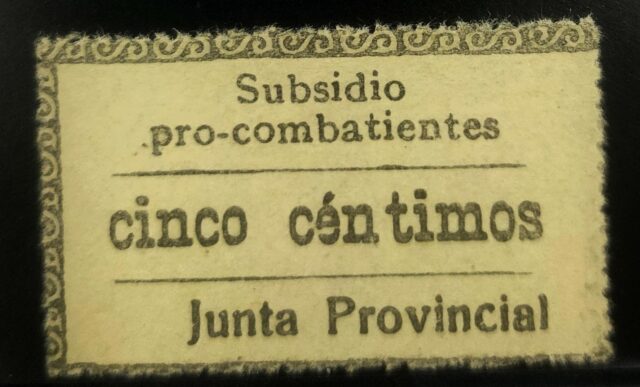 Subsidio
pro-combatientes
cinco céntimos
Junta Provincial